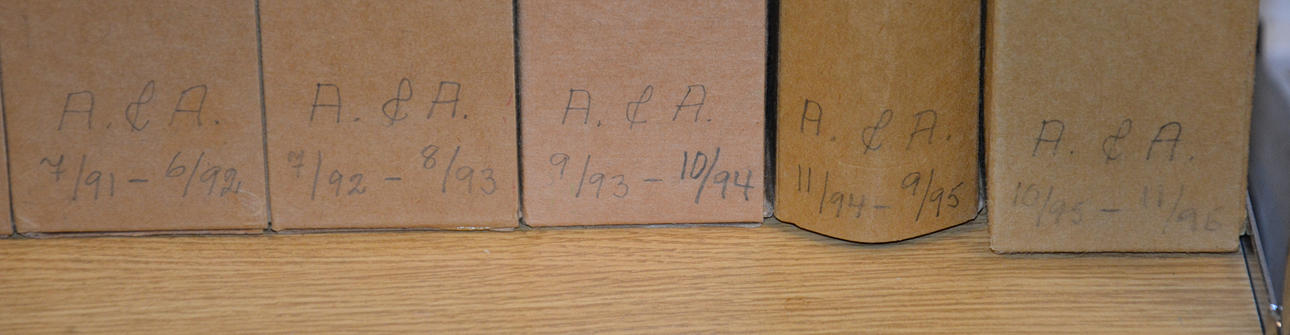 A. & A.
7/91 - 6/92
A. & A.
7/92 - 8/93
A. & A.
9/93 - 10/94
A. & A.
11/94 - 9/95
A. & A.
10/95 - 11/96